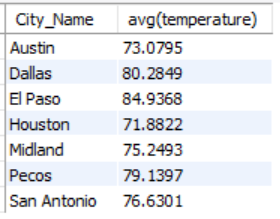 City_Name avg(temperature)
Austin 73.0795
Dallas 80.2849
El Paso 84.9368
Houston 71.8822
Midland 75.2493
Pecos 79.1397
San Antonio 76.6301